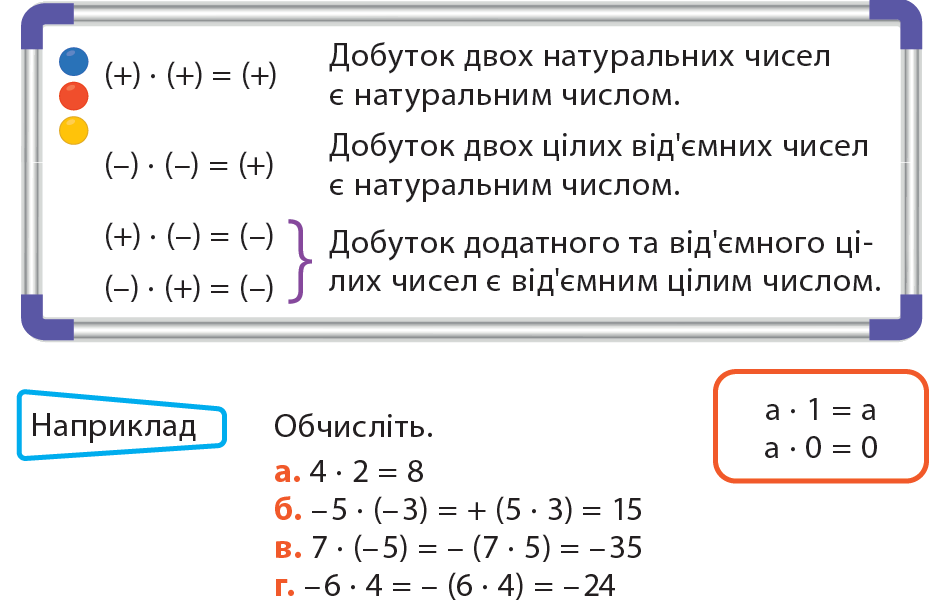 (+) · (+) = (+)
Добуток двох натуральних чисел
є натуральним числом.
(–) · (–) = (+)
Добуток двох цілих від'ємних чисел
є натуральним числом.
(+) · (–) = (–)
(–) · (+) = (–)
Добуток додатного та від'ємного ці-
лих чисел є від'ємним цілим числом.
Наприклад
Обчисліть.
а. 4 · 2 = 8
б. –5 · (–3) = + (5 · 3) = 15
в. 7 · (–5) = – (7 · 5) = –35
г. –6 · 4 = – (6 · 4) = –24
а · 1 = а
а · 0 = 0